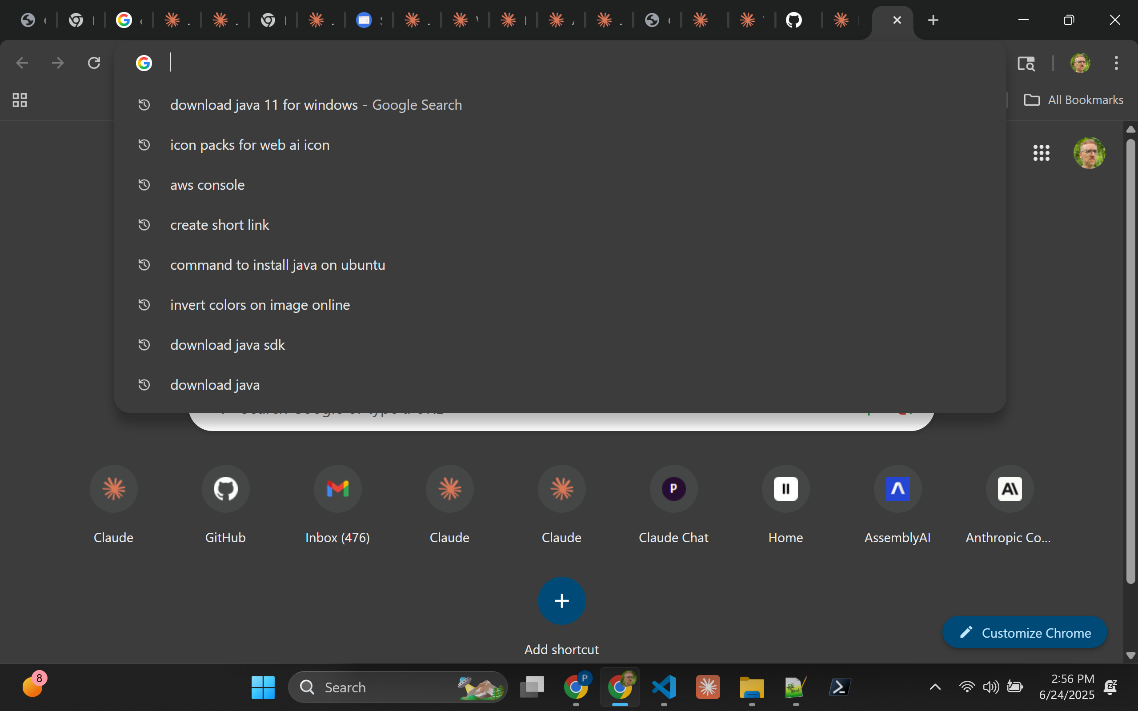 download java 11 for windows - Google Search
icon packs for web ai icon
aws console
create short link
command to install java on ubuntu
invert colors on image online
download java sdk
download java
All Bookmarks
Claude
GitHub
Inbox (476)
Claude
Claude
Claude Chat
Home
AssemblyAI
Anthropic Co...
Add shortcut
Customize Chrome
8
Search
2:56 PM
6/24/2025